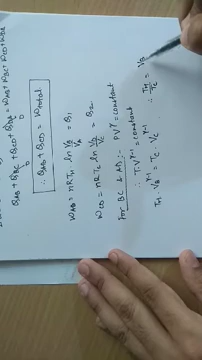 Q_AB + Q_BC + Q_CD + Q_DA = W_AB + W_BC + W_CD + W_DA
∴ Q_AB + Q_CD = W_total
W_AB = nRT_H ln V_B/V_A = Q_1
W_CD = nRT_C ln V_D/V_C = Q_2
For BC & AD :- PV^γ = constant
∴ T·V^γ-1 = constant
T_H V_B^γ-1 = T_C · V_C^γ-1 ∴ T_H/T_C = V_B